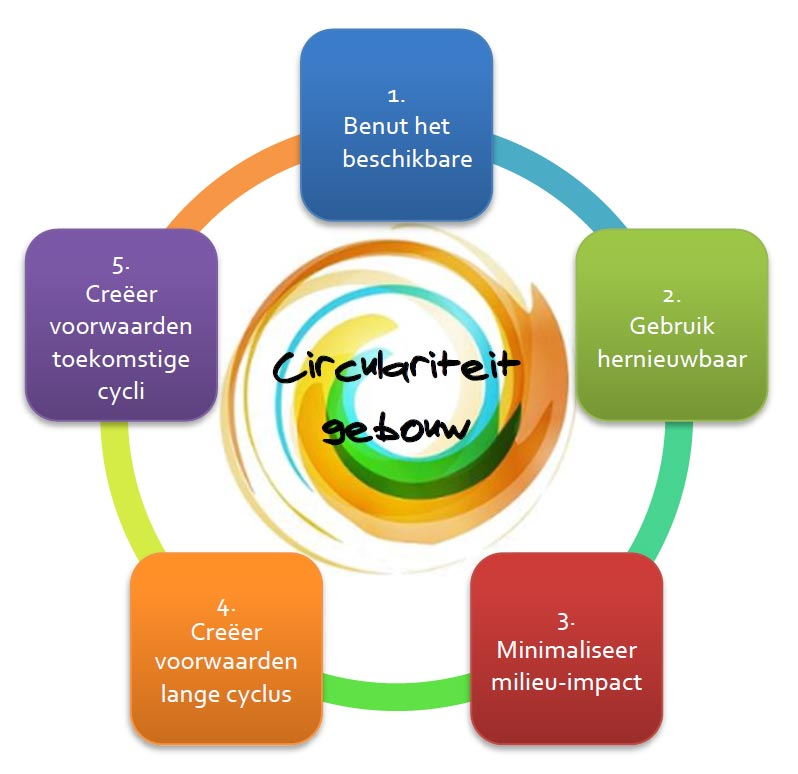 1.
Benut het
beschikbare
2.
Gebruik
hernieuwbaar
3.
Minimaliseer
milieu-impact
4.
Creëer
voorwaarden
lange cyclus
5.
Creëer
voorwaarden
toekomstige
cycli
Circulariteit
gebouw